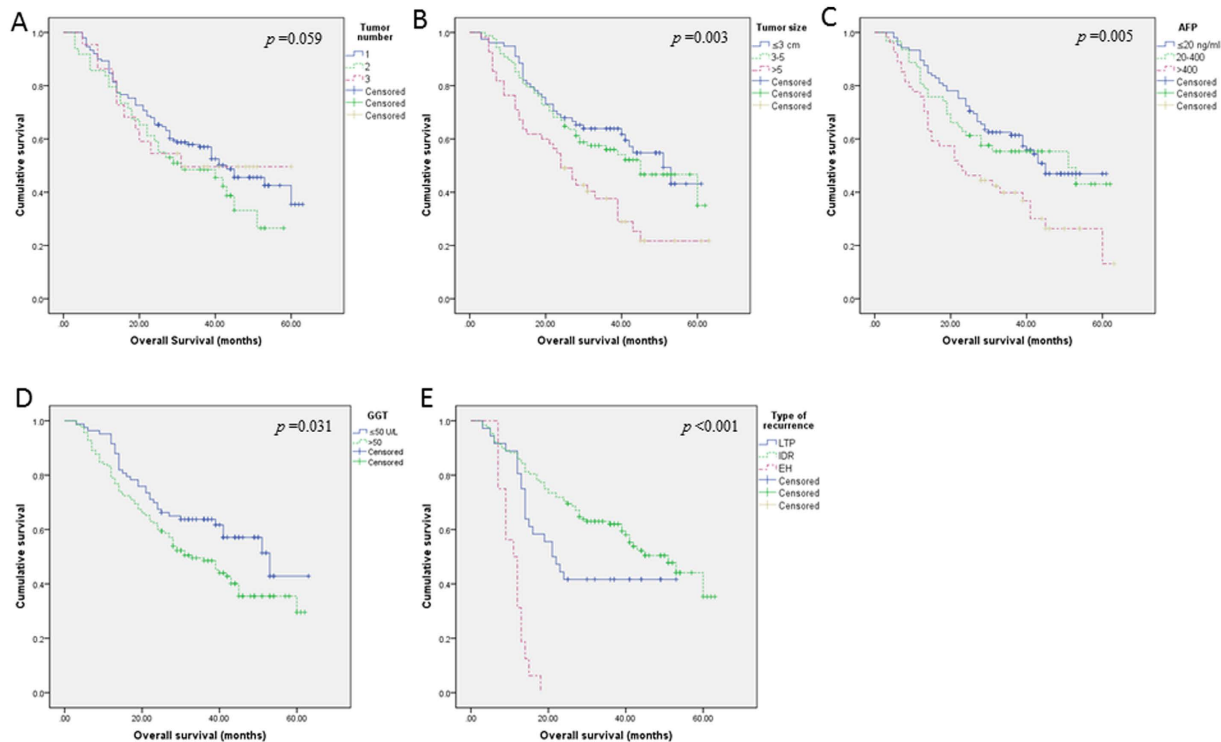 A
Tumor
number
p =0.059
1
2
3
Censored
Censored
Censored
Cumulative survival
1.0
0.8
0.6
0.4
0.2
0.0
.00 20.00 40.00 60.00
Overall Survival (months)
B
Tumor size
p =0.003
≤3 cm
3-5
>5
Censored
Censored
Censored
Cumulative survival
1.0
0.8
0.6
0.4
0.2
0.0
.00 20.00 40.00 60.00
Overall survival (months)
C
AFP
p =0.005
≤20 ng/ml
20-400
>400
Censored
Censored
Censored
Cumulative survival
1.0
0.8
0.6
0.4
0.2
0.0
.00 20.00 40.00 60.00
Overall survival (months)
D
GGT
p =0.031
≤50 U/L
>50
Censored
Censored
Cumulative survival
1.0
0.8
0.6
0.4
0.2
0.0
.00 20.00 40.00 60.00
Overall survival (months)
E
Type of
recurrence
p <0.001
LTP
IDR
EH
Censored
Censored
Censored
Cumulative survival
1.0
0.8
0.6
0.4
0.2
0.0
.00 20.00 40.00 60.00
Overall survival (months)